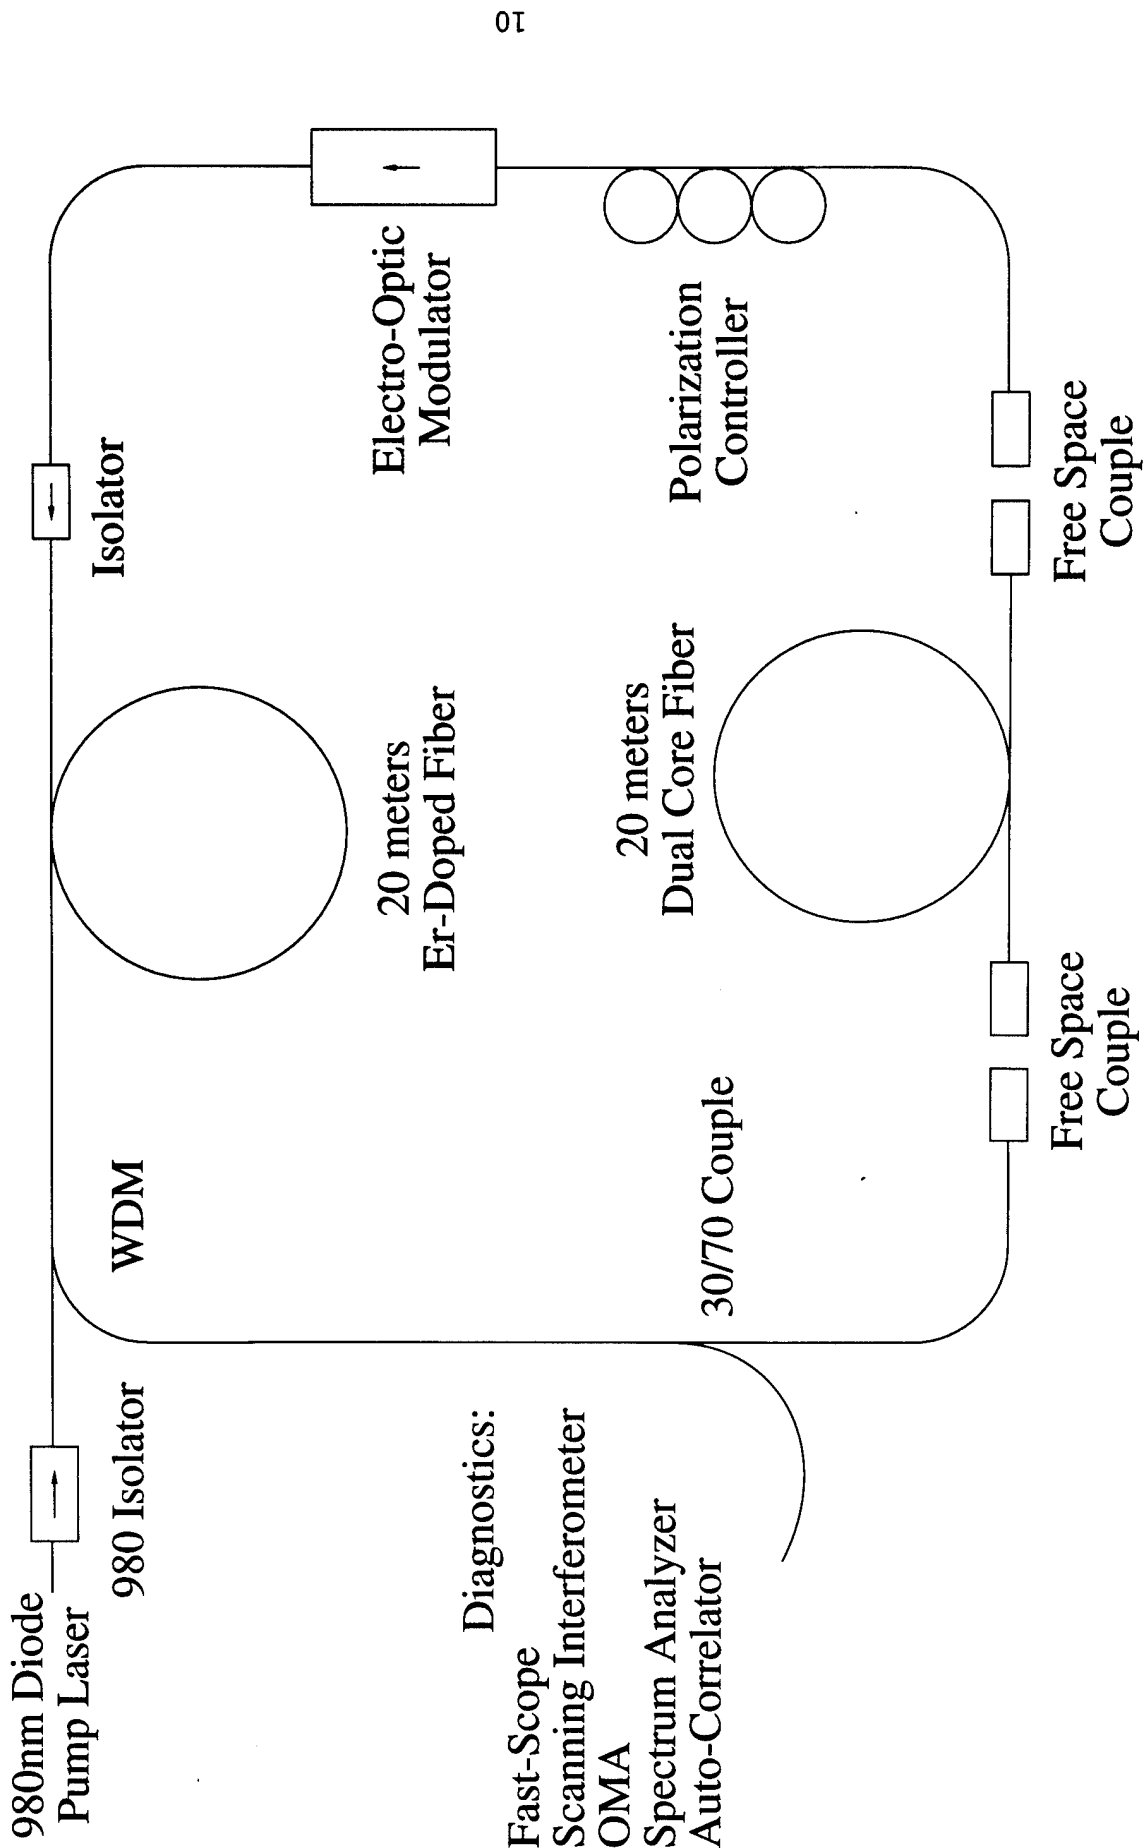 10
980nm Diode
Pump Laser
980 Isolator
WDM
Isolator
20 meters
Er-Doped Fiber
Electro-Optic
Modulator
Polarization
Controller
20 meters
Dual Core Fiber
30/70 Couple
Free Space
Couple
Free Space
Couple
Diagnostics:
Fast-Scope
Scanning Interferometer
OMA
Spectrum Analyzer
Auto-Correlator